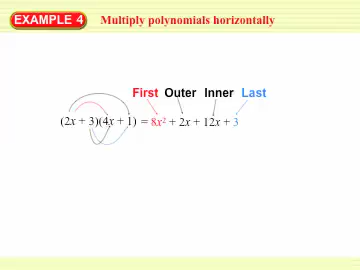 EXAMPLE 4 Multiply polynomials horizontally
First Outer Inner Last
(2x + 3)(4x + 1) = 8x² + 2x + 12x + 3